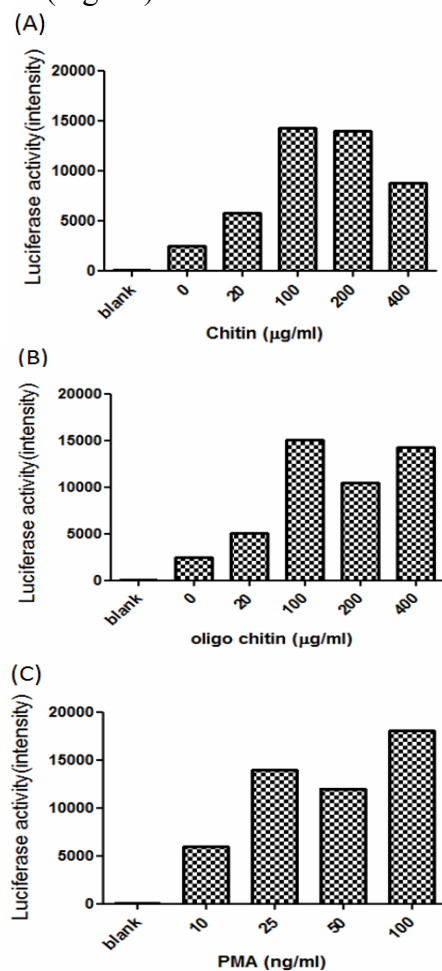 (A)
20000
15000
10000
5000
0
Luciferase activity(intensity)
blank 0 20 100 200 400
Chitin (µg/ml)
(B)
20000
15000
10000
5000
0
Luciferase activity(intensity)
blank 0 20 100 200 400
oligo chitin (µg/ml)
(C)
20000
15000
10000
5000
0
Luciferase activity(intensity)
blank 10 25 50 100
PMA (ng/ml)